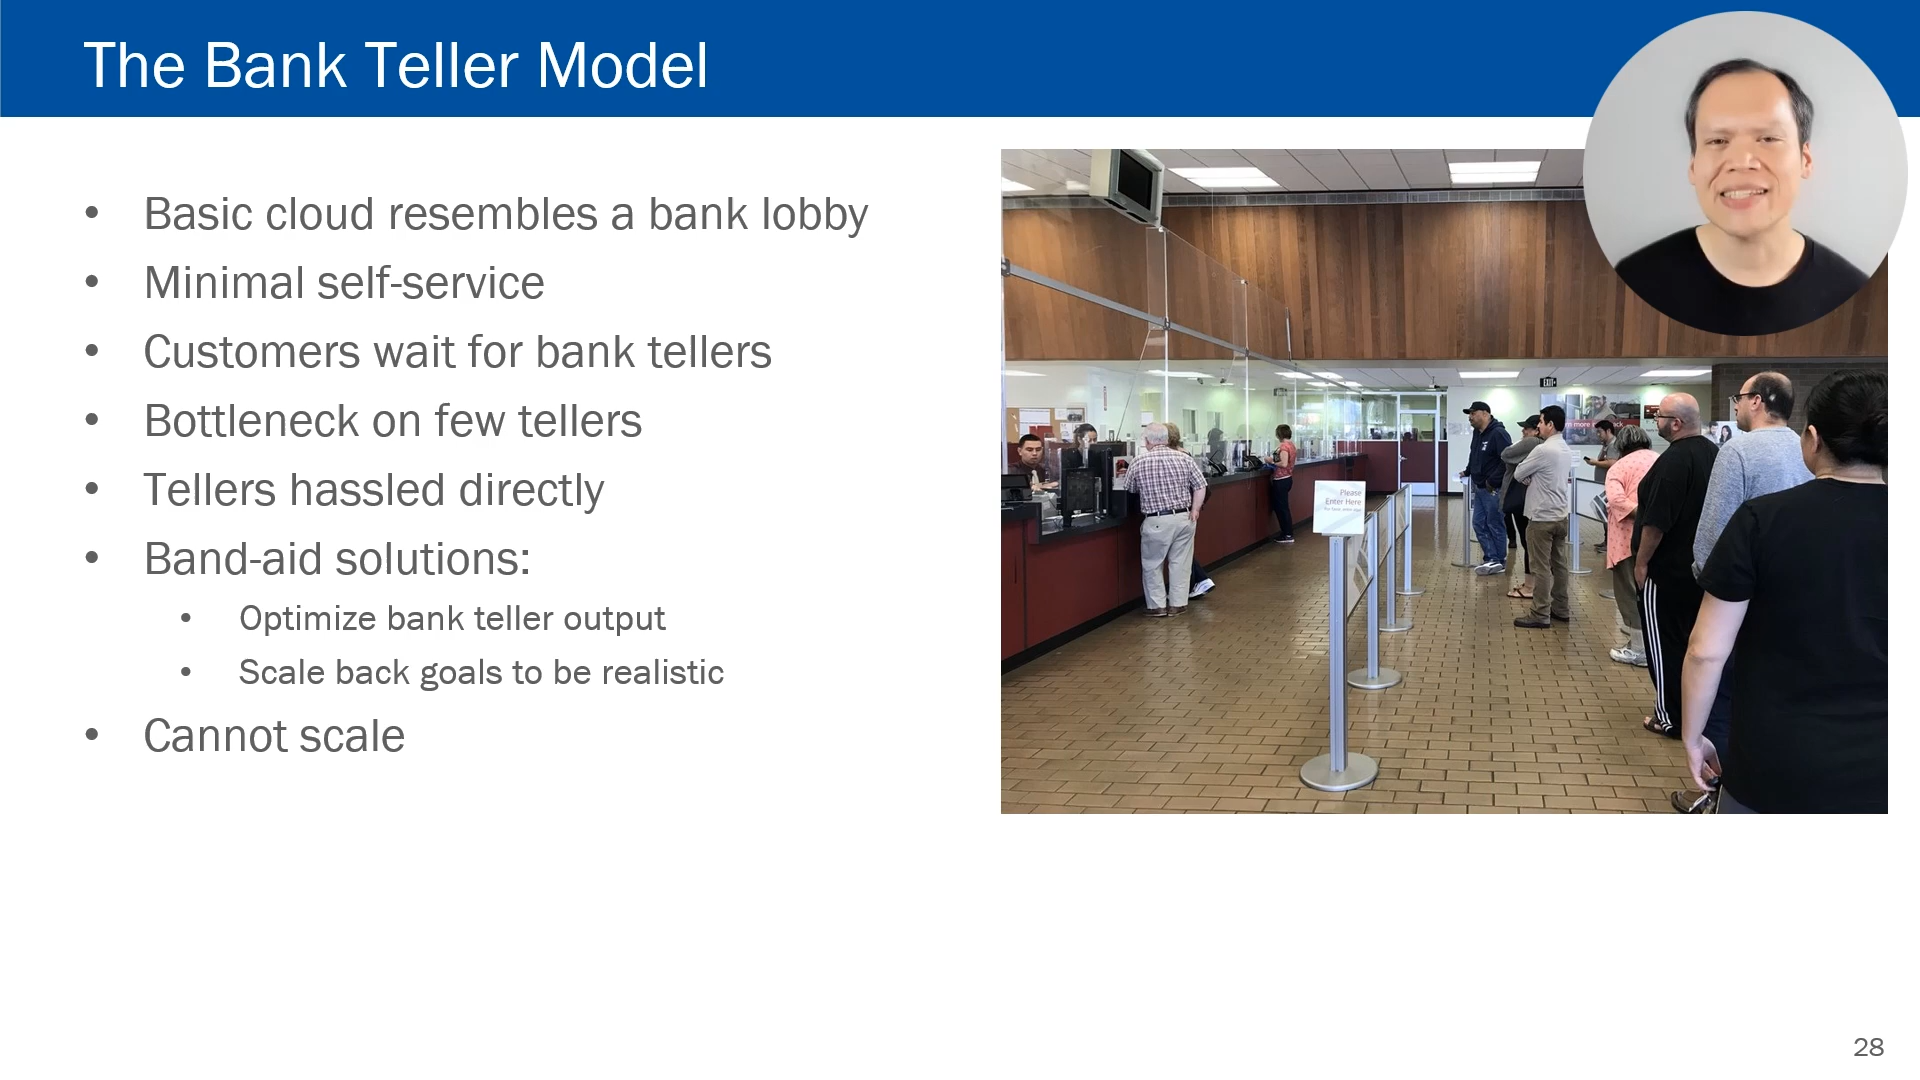 The Bank Teller Model
• Basic cloud resembles a bank lobby
• Minimal self-service
• Customers wait for bank tellers
• Bottleneck on few tellers
• Tellers hassled directly
• Band-aid solutions:
• Optimize bank teller output
• Scale back goals to be realistic
• Cannot scale
EXIT
Please
Enter Here
28